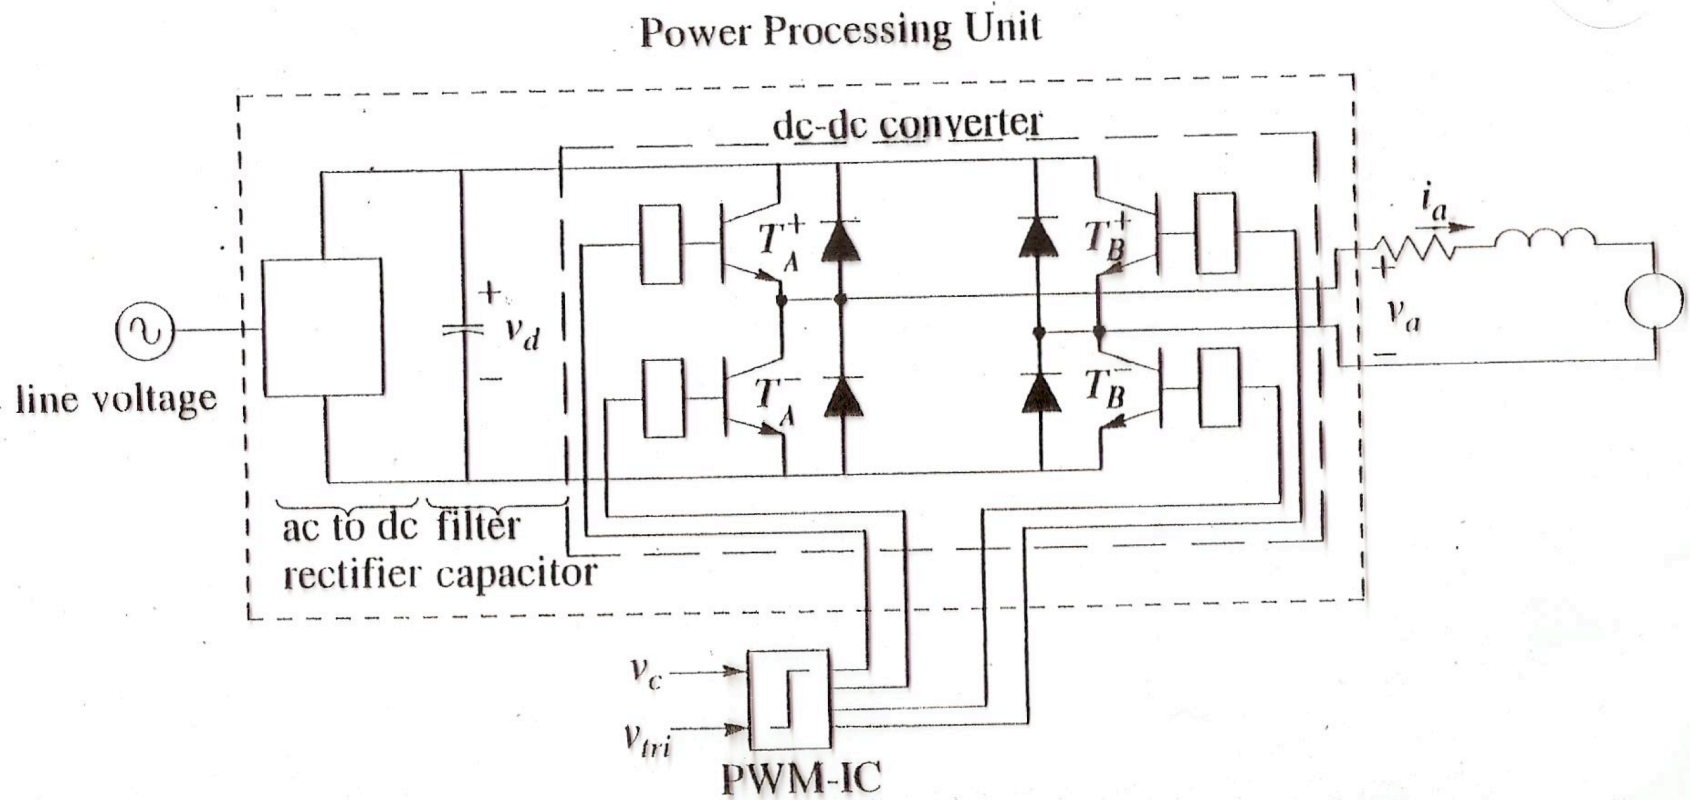 Power Processing Unit
dc-dc converter
T_A^+
T_B^+
i_a
+
v_d
−
+
v_a
−
T_A^-
T_B^-
line voltage
ac to dc filter
rectifier capacitor
v_c
v_tri
PWM-IC